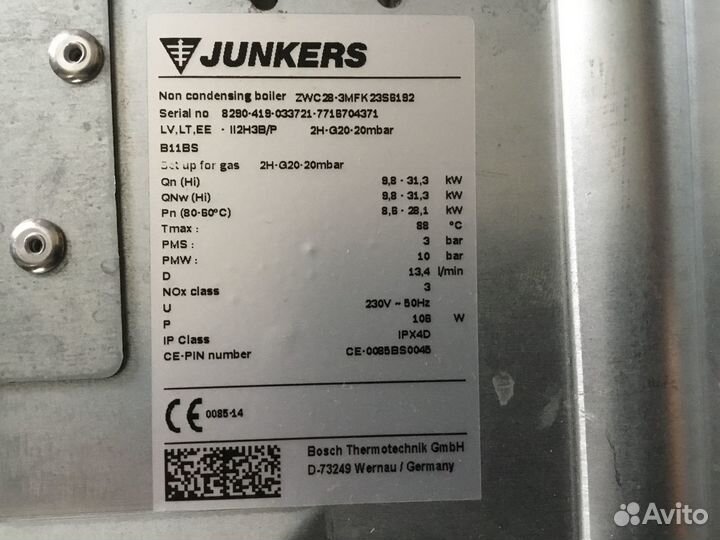 JUNKERS
Non condensing boiler ZWC28-3MFK23S6192
Serial no 8290-419-033721-7716704371
LV,LT,EE - II2H3B/P 2H-G20-20mbar
B11BS
Set up for gas 2H-G20-20mbar
Qn (Hi) 9,8 - 31,3 kW
QNw (Hi) 9,8 - 31,3 kW
Pn (80-60°C) 8,6 - 28,1 kW
Tmax : 88 °C
PMS : 3 bar
PMW : 10 bar
D 13,4 l/min
NOx class 3
U 230V ~ 50Hz
P 106 W
IP Class IPX4D
CE-PIN number CE-0085BS0045
CE 0085-14
Bosch Thermotechnik GmbH
D-73249 Wernau / Germany
Avito